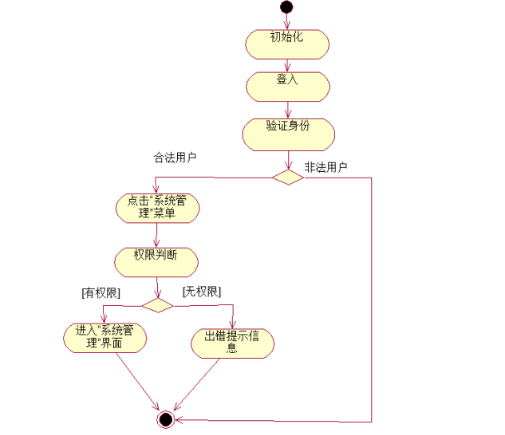 初始化
登入
验证身份
合法用户
非法用户
点击"系统管
理"菜单
权限判断
[有权限]
[无权限]
进入"系统管
理"界面
出错提示信
息